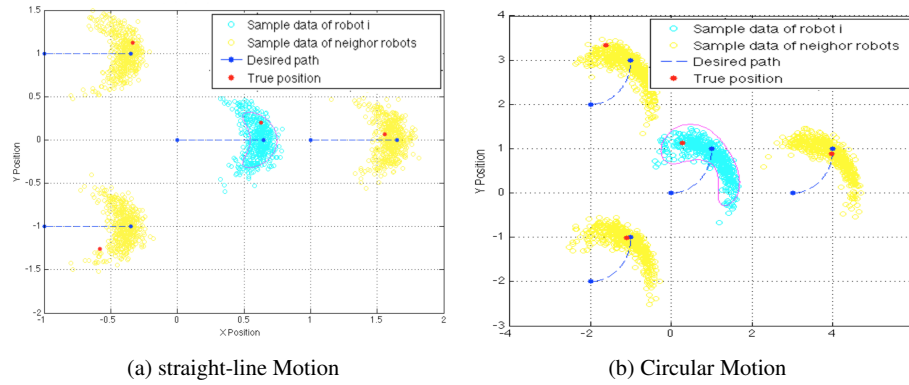 Sample data of robot i
Sample data of neighor robots
Desired path
True position
1.5
1
0.5
0
-0.5
-1
-1.5
-2
Y Position
-1
-0.5
0
0.5
1
1.5
2
X Position
(a) straight-line Motion
4
3
2
1
0
-1
-2
-3
Y Position
Sample data of robot i
Sample data of neighbor robots
Desired path
True position
-4
-2
0
2
4
(b) Circular Motion